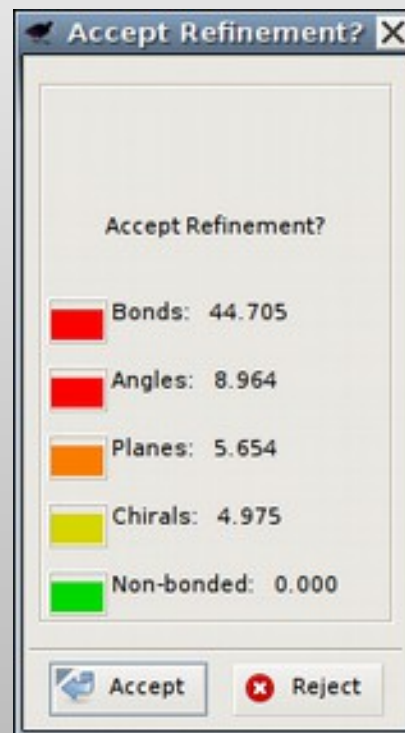 Accept Refinement?
Accept Refinement?
Bonds: 44.705
Angles: 8.964
Planes: 5.654
Chirals: 4.975
Non-bonded: 0.000
Accept
Reject